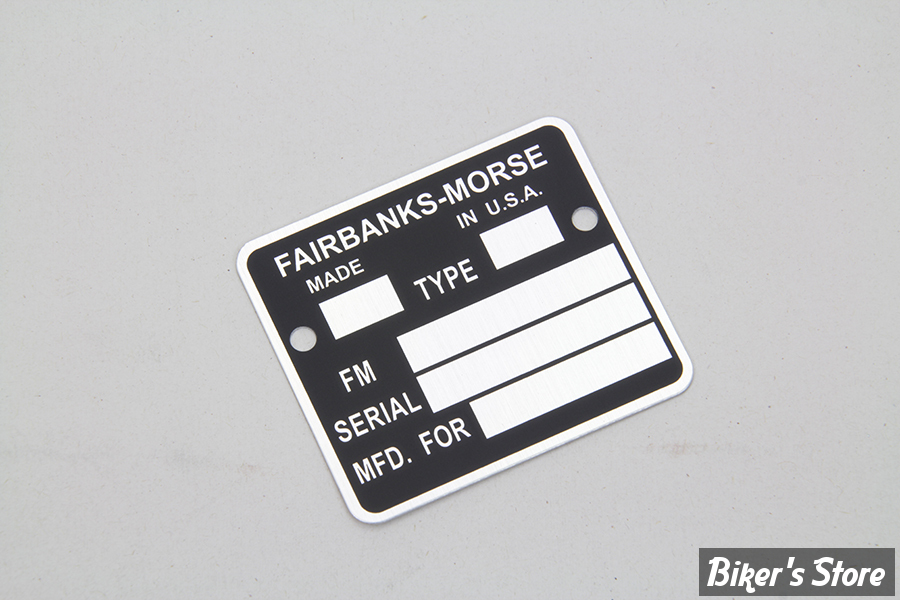 FAIRBANKS-MORSE
MADE IN U.S.A.
TYPE
FM
SERIAL
MFD. FOR
Biker's Store